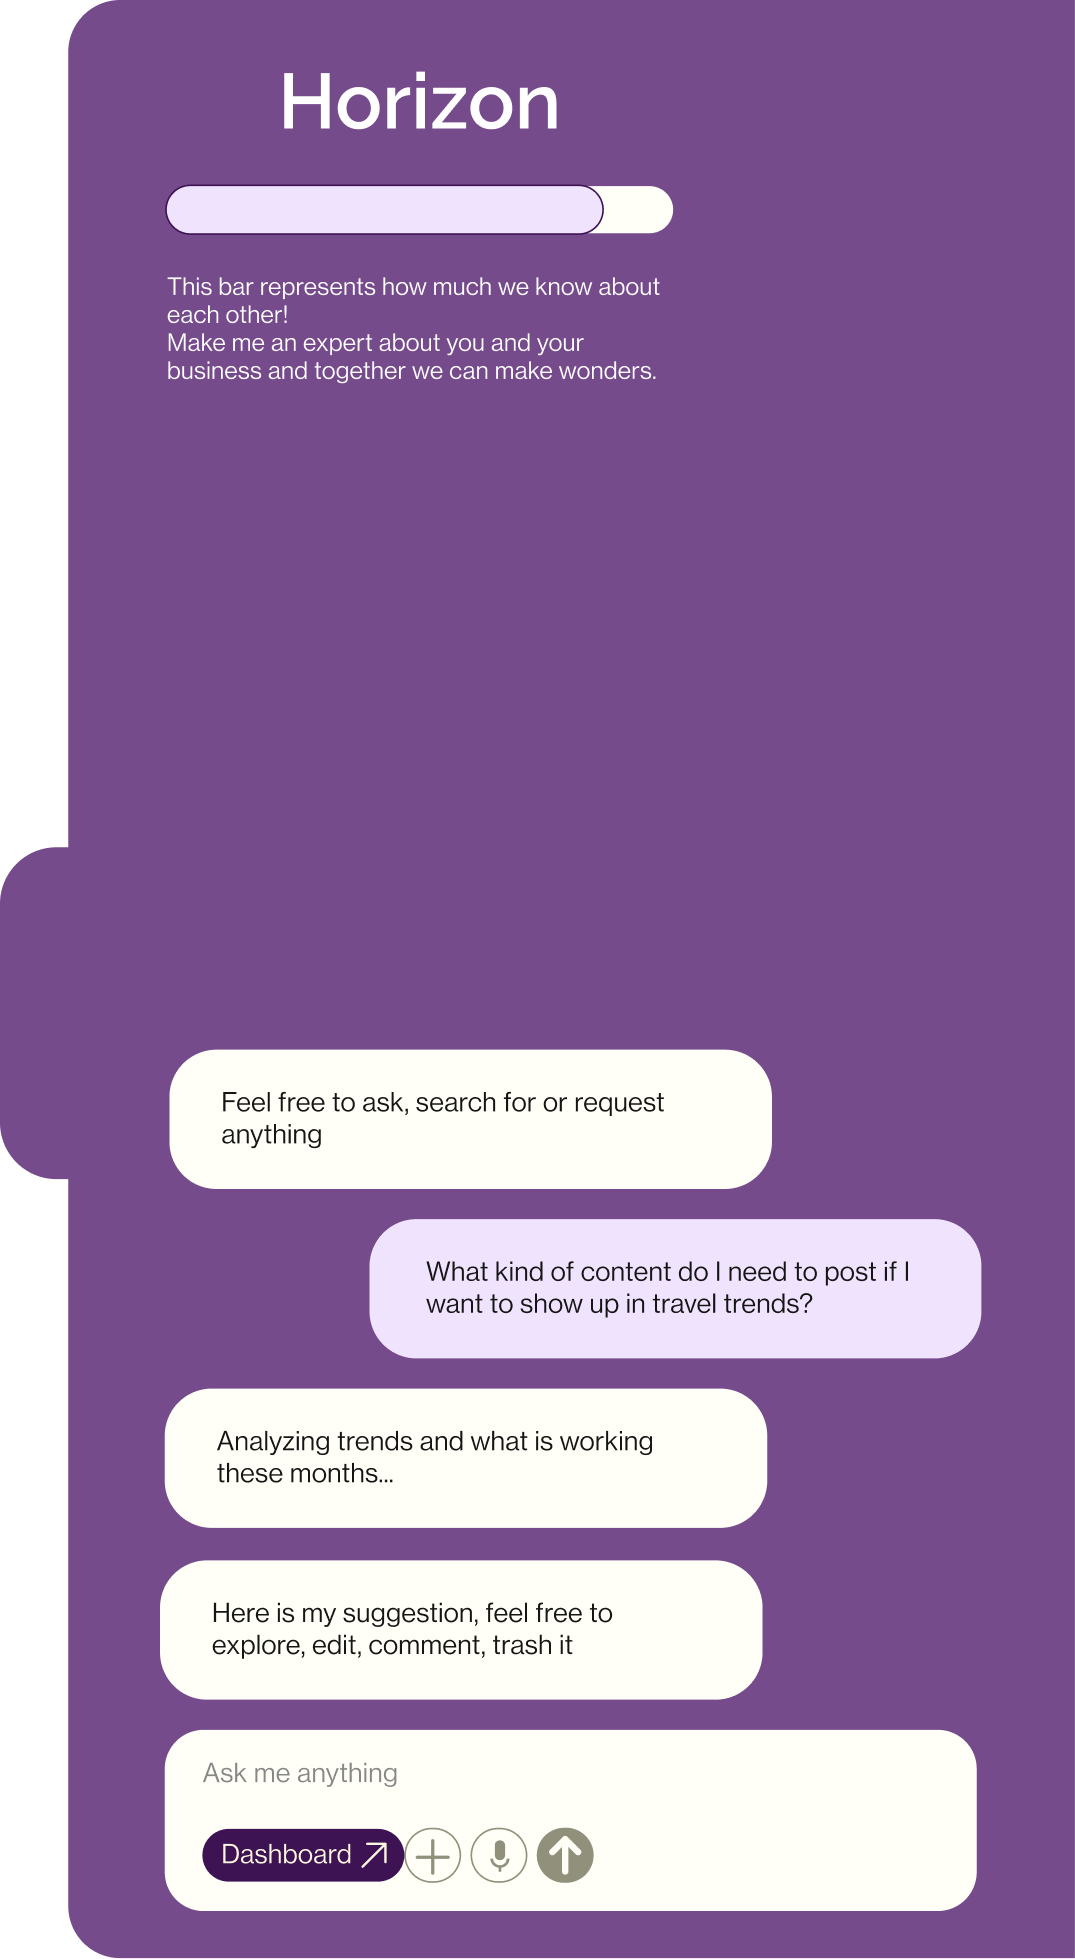 Horizon
This bar represents how much we know about
each other!
Make me an expert about you and your
business and together we can make wonders.
Feel free to ask, search for or request
anything
What kind of content do I need to post if I
want to show up in travel trends?
Analyzing trends and what is working
these months...
Here is my suggestion, feel free to
explore, edit, comment, trash it
Ask me anything
Dashboard